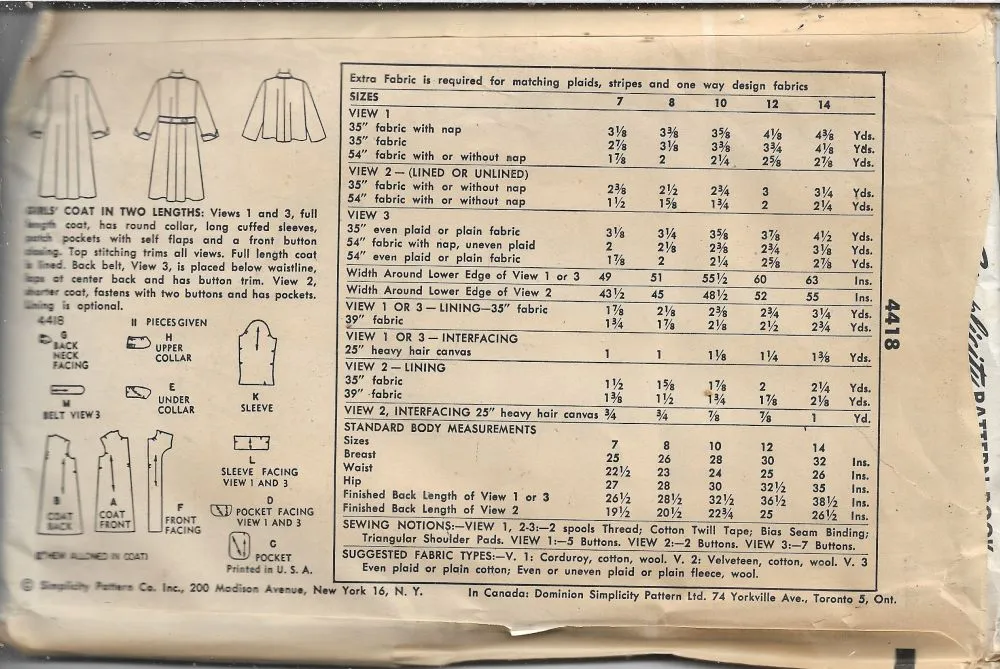 GIRLS' COAT IN TWO LENGTHS: Views 1 and 3, full
length coat, has round collar, long cuffed sleeves,
patch pockets with self flaps and a front button
closing. Top stitching trims all views. Full length coat
is lined. Back belt, View 3, is placed below waistline,
laps at center back and has button trim. View 2,
shorter coat, fastens with two buttons and has pockets.
Lining is optional.
4418
11 PIECES GIVEN
G
BACK
NECK
FACING
H
UPPER
COLLAR
K
SLEEVE
M
BELT VIEW 3
E
UNDER
COLLAR
L
SLEEVE FACING
VIEW 1 AND 3
B
COAT
BACK
A
COAT
FRONT
F
FRONT
FACING
D
POCKET FACING
VIEW 1 AND 3
C
POCKET
ALLOWED IN COAT)
Printed in U. S. A.
Extra Fabric is required for matching plaids, stripes and one way design fabrics
SIZES 7 8 10 12 14
VIEW 1
35" fabric with nap 3⅛ 3⅜ 3⅝ 4⅛ 4⅜ Yds.
35" fabric 2⅞ 3⅛ 3⅜ 3¾ 4⅛ Yds.
54" fabric with or without nap 1⅞ 2 2¼ 2⅝ 2⅞ Yds.
VIEW 2 — (LINED OR UNLINED)
35" fabric with or without nap 2⅜ 2½ 2¾ 3 3¼ Yds.
54" fabric with or without nap 1½ 1⅝ 1¾ 2 2¼ Yds.
VIEW 3
35" even plaid or plain fabric 3⅛ 3¼ 3⅝ 3⅞ 4½ Yds.
54" fabric with nap, uneven plaid 2 2⅛ 2⅜ 2¾ 3⅛ Yds.
54" even plaid or plain fabric 1⅞ 2 2¼ 2⅝ 2⅞ Yds.
Width Around Lower Edge of View 1 or 3 49 51 55½ 60 63 Ins.
Width Around Lower Edge of View 2 43½ 45 48½ 52 55 Ins.
VIEW 1 OR 3 — LINING—35" fabric 1⅞ 2⅛ 2⅜ 2¾ 3¼ Yds.
39" fabric 1¾ 1⅞ 2⅛ 2½ 2¾ Yds.
VIEW 1 OR 3 — INTERFACING
25" heavy hair canvas 1 1 1⅛ 1¼ 1⅜ Yds.
VIEW 2 — LINING
35" fabric 1½ 1⅝ 1⅞ 2 2¼ Yds.
39" fabric 1⅜ 1½ 1¾ 1⅞ 2⅛ Yds.
VIEW 2, INTERFACING 25" heavy hair canvas ¾ ¾ ⅞ ⅞ 1 Yd.
STANDARD BODY MEASUREMENTS
Sizes 7 8 10 12 14
Breast 25 26 28 30 32 Ins.
Waist 22½ 23 24 25 26 Ins.
Hip 27 28 30 32½ 35 Ins.
Finished Back Length of View 1 or 3 26½ 28½ 32½ 36½ 38½ Ins.
Finished Back Length of View 2 19½ 20½ 22¾ 25 26½ Ins.
SEWING NOTIONS:—VIEW 1, 2-3:—2 spools Thread; Cotton Twill Tape; Bias Seam Binding;
Triangular Shoulder Pads. VIEW 1:—5 Buttons. VIEW 2:—2 Buttons. VIEW 3:—7 Buttons.
SUGGESTED FABRIC TYPES:—V. 1: Corduroy, cotton, wool. V. 2: Velveteen, cotton, wool. V. 3
Even plaid or plain cotton; Even or uneven plaid or plain fleece, wool.
© Simplicity Pattern Co. Inc., 200 Madison Avenue, New York 16, N. Y.
In Canada: Dominion Simplicity Pattern Ltd. 74 Yorkville Ave., Toronto 5, Ont.
4418